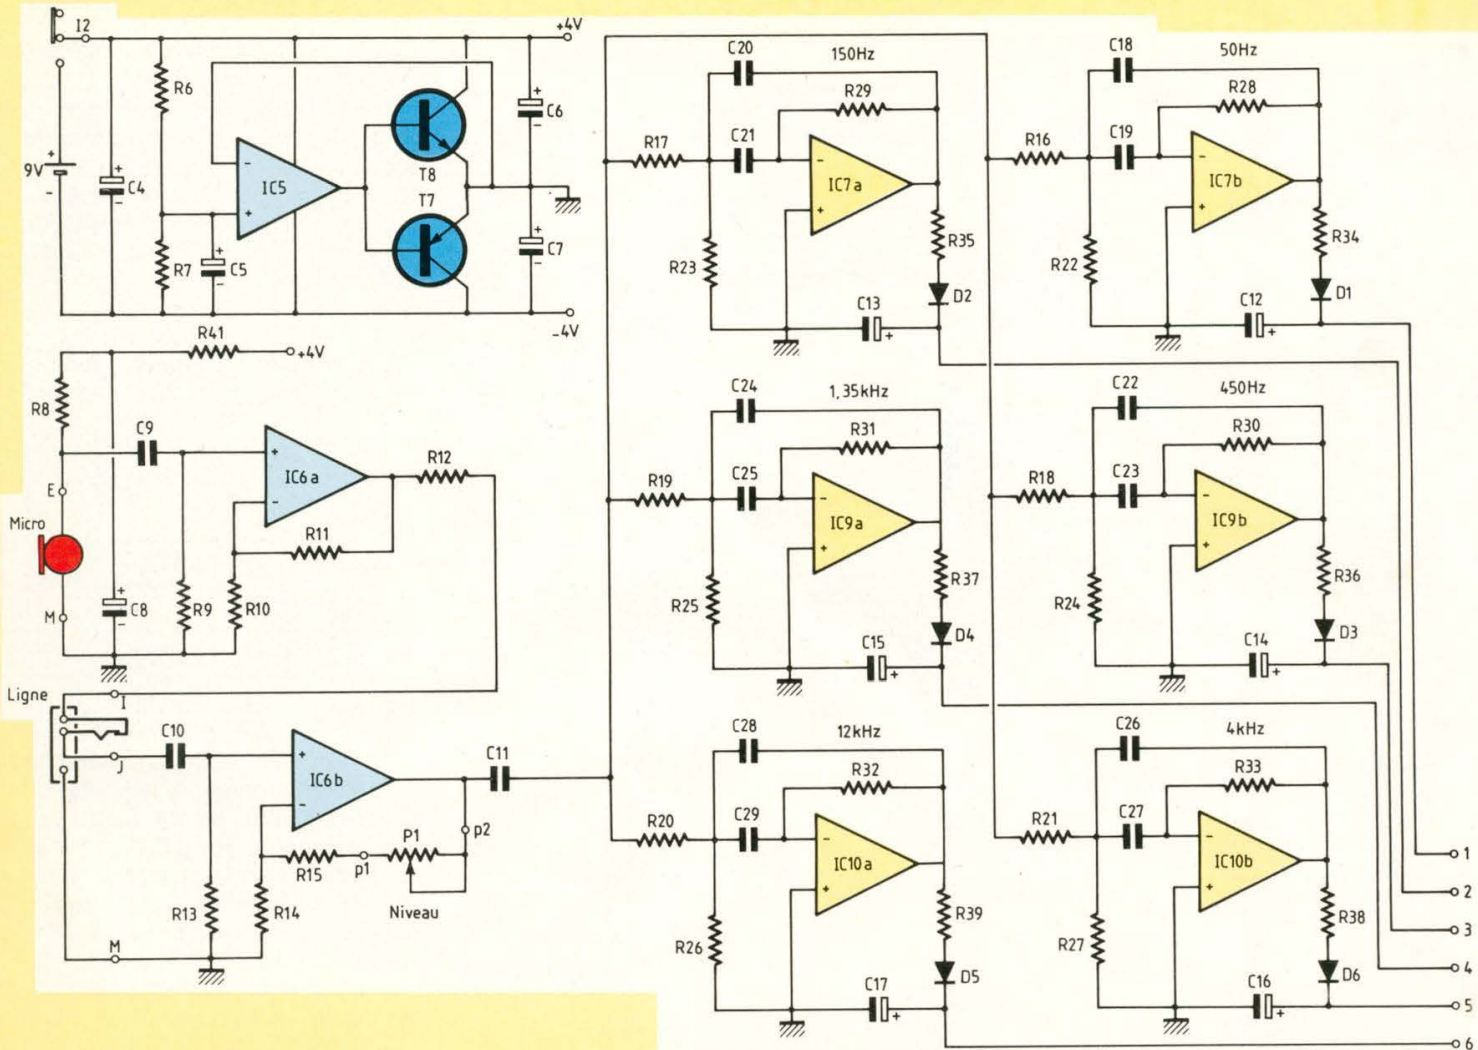 I2
+4V
R6
T8
C6
9V
+
-
+
C4
-
IC5
-
+
T7
R7
+
C5
-
C7
+
-
-4V
R41
+4V
R8
C9
IC6a
+
-
R12
E
Micro
R11
M
+
C8
-
R9
R10
Ligne
I
J
C10
IC6b
+
-
C11
P1
p2
R15
p1
Niveau
R13
R14
M
C20
150Hz
R29
R17
C21
-
IC7a
+
R35
R23
D2
C13
+
C18
50Hz
R28
R16
C19
-
IC7b
+
R34
R22
D1
C12
+
C24
1,35kHz
R31
R19
C25
-
IC9a
+
R37
R25
D4
C15
+
C22
450Hz
R30
R18
C23
-
IC9b
+
R36
R24
D3
C14
+
C28
12kHz
R32
R20
C29
-
IC10a
+
R39
R26
D5
C17
+
C26
4kHz
R33
R21
C27
-
IC10b
+
R38
R27
D6
C16
+
1
2
3
4
5
6